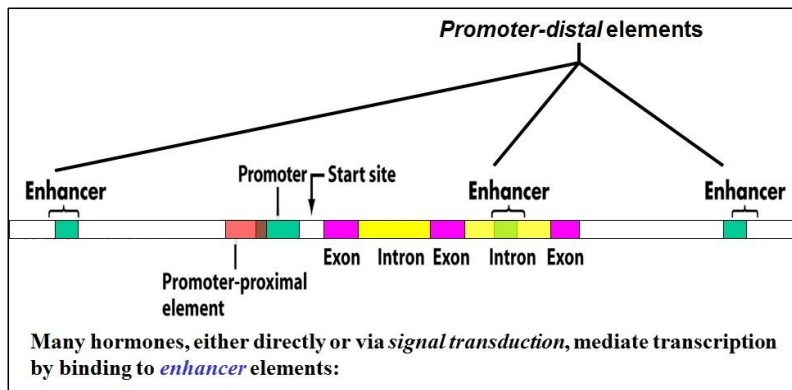 Promoter-distal elements
Promoter Start site
Enhancer Enhancer Enhancer
Exon Intron Exon Intron Exon
Promoter-proximal
element
Many hormones, either directly or via signal transduction, mediate transcription
by binding to enhancer elements: